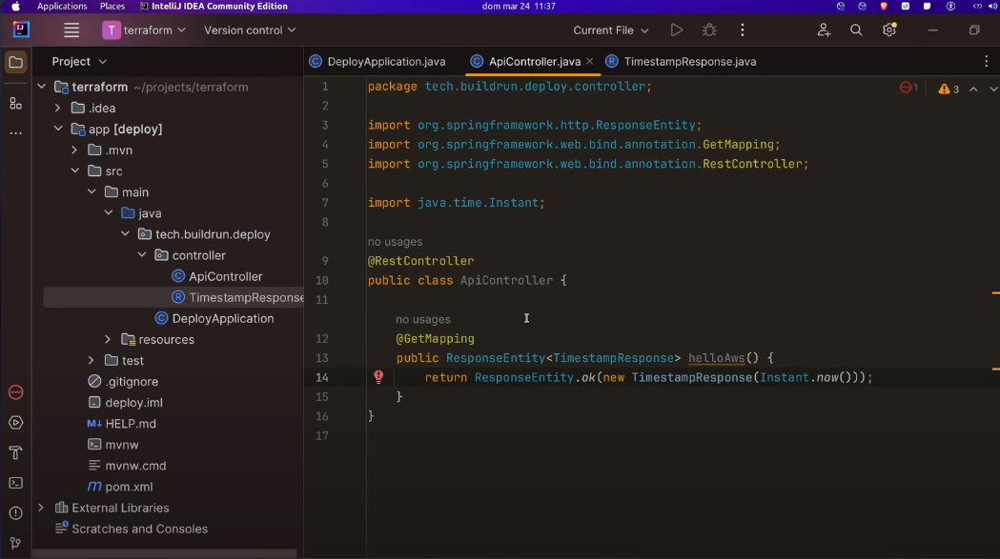 Applications Places IntelliJ IDEA Community Edition dom mar 24 11:37
T terraform Version control Current File
Project
DeployApplication.java ApiController.java TimestampResponse.java
terraform ~/projects/terraform
.idea
app [deploy]
.mvn
src
main
java
tech.buildrun.deploy
controller
ApiController
TimestampResponse
DeployApplication
resources
test
.gitignore
deploy.iml
M↓ HELP.md
mvnw
mvnw.cmd
m pom.xml
External Libraries
Scratches and Consoles
1 package tech.buildrun.deploy.controller;
1 3
2
3 import org.springframework.http.ResponseEntity;
4 import org.springframework.web.bind.annotation.GetMapping;
5 import org.springframework.web.bind.annotation.RestController;
6
7 import java.time.Instant;
8
no usages
9 @RestController
10 public class ApiController {
11
no usages
12 @GetMapping
13 public ResponseEntity<TimestampResponse> helloAws() {
14 return ResponseEntity.ok(new TimestampResponse(Instant.now()));
15 }
16 }
17